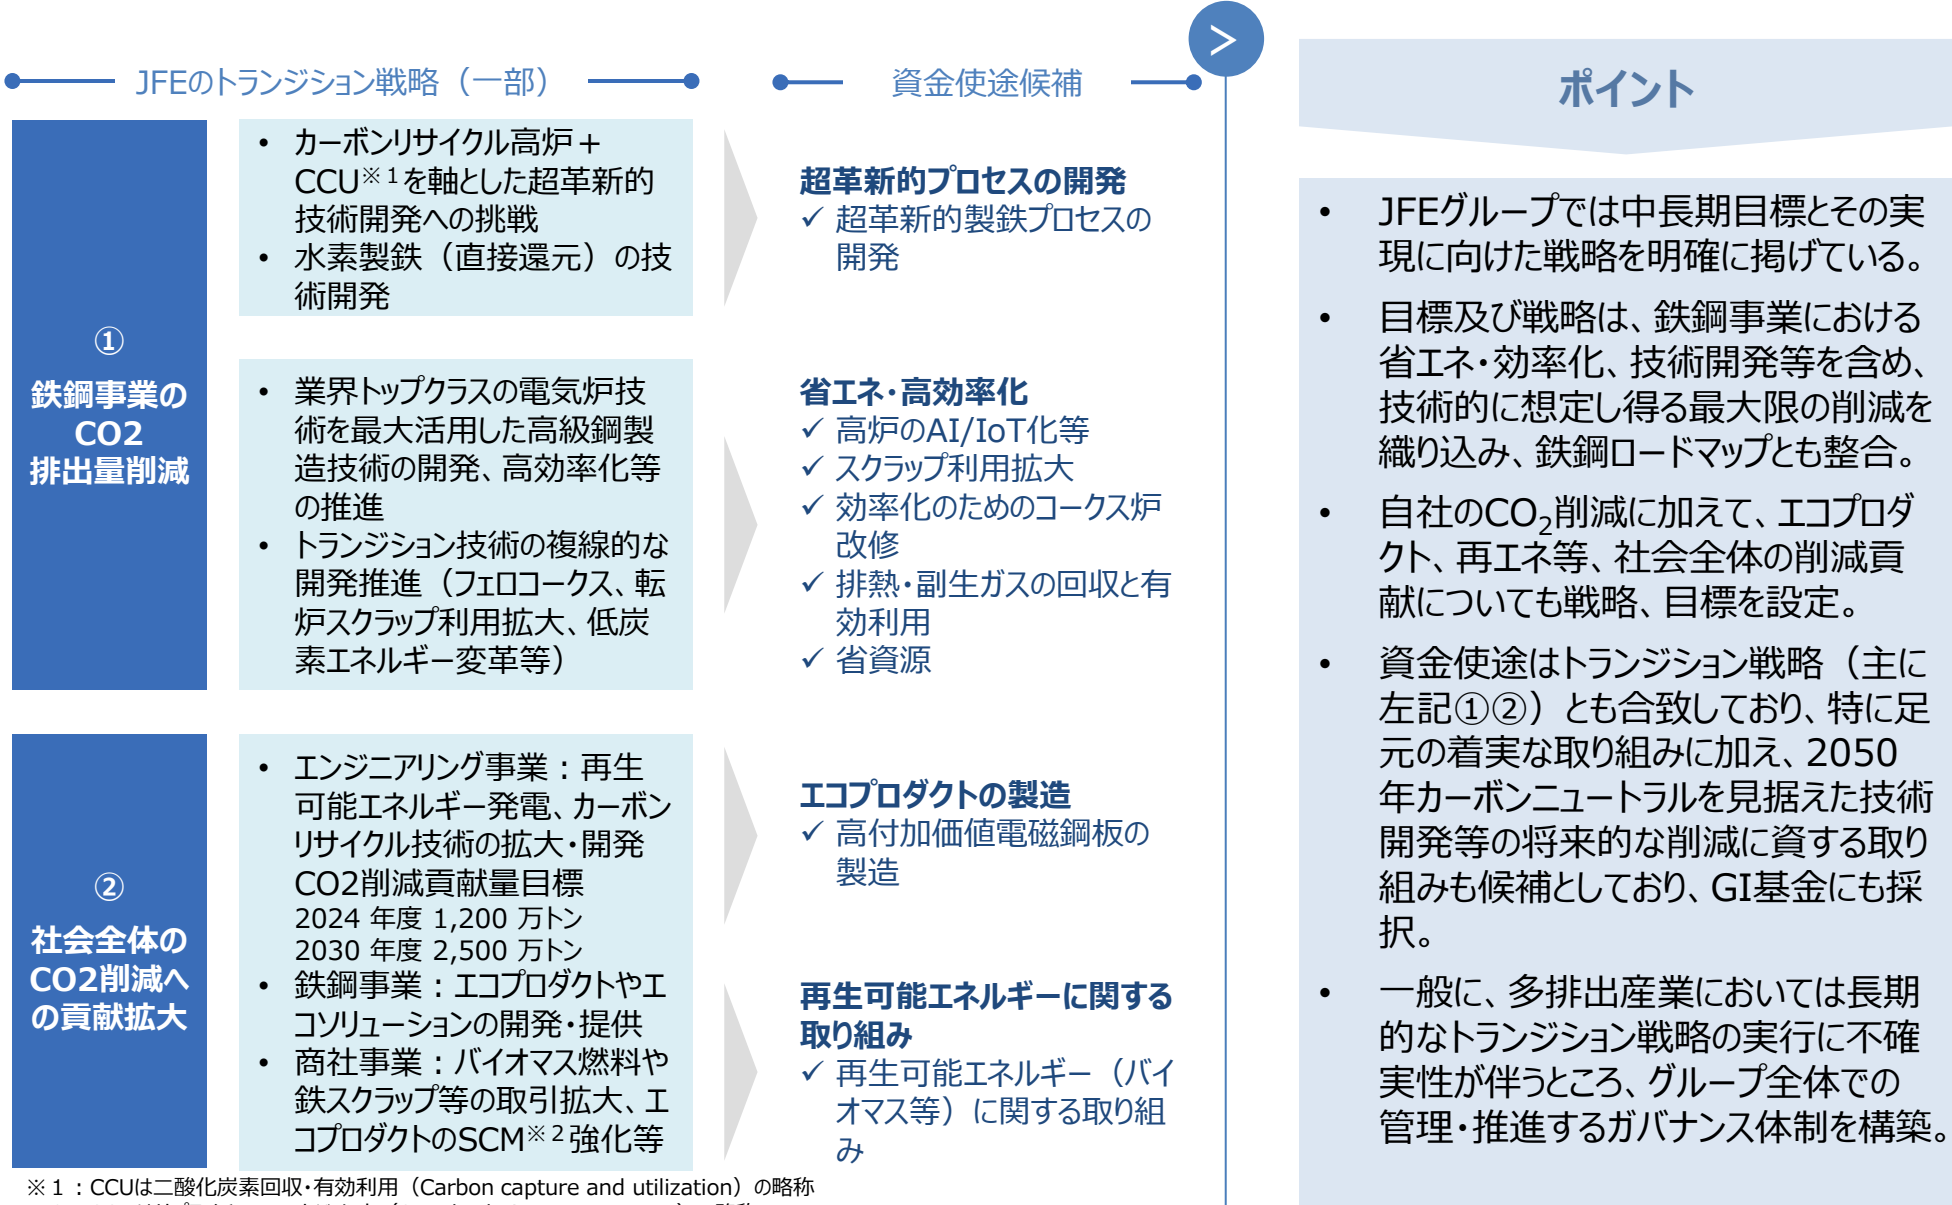 JFEのトランジション戦略（一部）
資金使途候補
>
ポイント
①
鉄鋼事業の
CO2
排出量削減
• カーボンリサイクル高炉＋
CCU※１を軸とした超革新的
技術開発への挑戦
• 水素製鉄（直接還元）の技
術開発
超革新的プロセスの開発
✓ 超革新的製鉄プロセスの
開発
• 業界トップクラスの電気炉技
術を最大活用した高級鋼製
造技術の開発、高効率化等
の推進
• トランジション技術の複線的な
開発推進（フェロコークス、転
炉スクラップ利用拡大、低炭
素エネルギー変革等）
省エネ・高効率化
✓ 高炉のAI/IoT化等
✓ スクラップ利用拡大
✓ 効率化のためのコークス炉
改修
✓ 排熱・副生ガスの回収と有
効利用
✓ 省資源
②
社会全体の
CO2削減へ
の貢献拡大
• エンジニアリング事業：再生
可能エネルギー発電、カーボン
リサイクル技術の拡大・開発
CO2削減貢献量目標
2024 年度 1,200 万トン
2030 年度 2,500 万トン
• 鉄鋼事業：エコプロダクトやエ
コソリューションの開発・提供
• 商社事業：バイオマス燃料や
鉄スクラップ等の取引拡大、エ
コプロダクトのSCM※２強化等
エコプロダクトの製造
✓ 高付加価値電磁鋼板の
製造
再生可能エネルギーに関する
取り組み
✓ 再生可能エネルギー（バイ
オマス等）に関する取り組
み
• JFEグループでは中長期目標とその実
現に向けた戦略を明確に掲げている。
• 目標及び戦略は、鉄鋼事業における
省エネ・効率化、技術開発等を含め、
技術的に想定し得る最大限の削減を
織り込み、鉄鋼ロードマップとも整合。
• 自社のCO₂削減に加えて、エコプロダ
クト、再エネ等、社会全体の削減貢
献についても戦略、目標を設定。
• 資金使途はトランジション戦略（主に
左記①②）とも合致しており、特に足
元の着実な取り組みに加え、2050
年カーボンニュートラルを見据えた技術
開発等の将来的な削減に資する取り
組みも候補としており、GI基金にも採
択。
• 一般に、多排出産業においては長期
的なトランジション戦略の実行に不確
実性が伴うところ、グループ全体での
管理・推進するガバナンス体制を構築。
※１：CCUは二酸化炭素回収・有効利用（Carbon capture and utilization）の略称